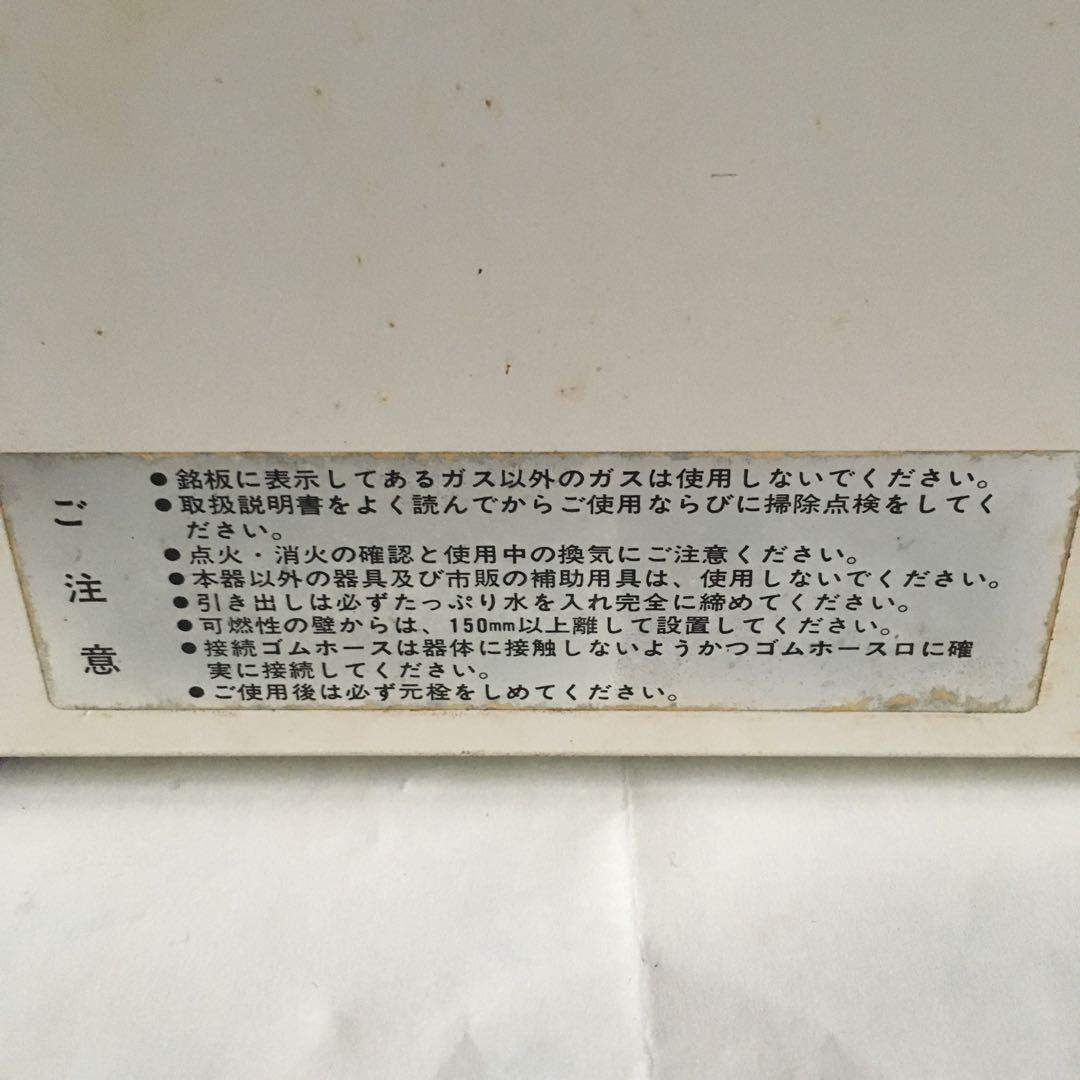 ご注意
●銘板に表示してあるガス以外のガスは使用しないでください。
●取扱説明書をよく読んでからご使用ならびに掃除点検をしてく
ださい。
●点火・消火の確認と使用中の換気にご注意ください。
●本器以外の器具及び市販の補助用具は、使用しないでください。
●引き出しは必ずたっぷり水を入れ完全に締めてください。
●可燃性の壁からは、150mm以上離して設置してください。
●接続ゴムホースは器体に接触しないようかつゴムホース口に確
実に接続してください。
●ご使用後は必ず元栓をしめてください。